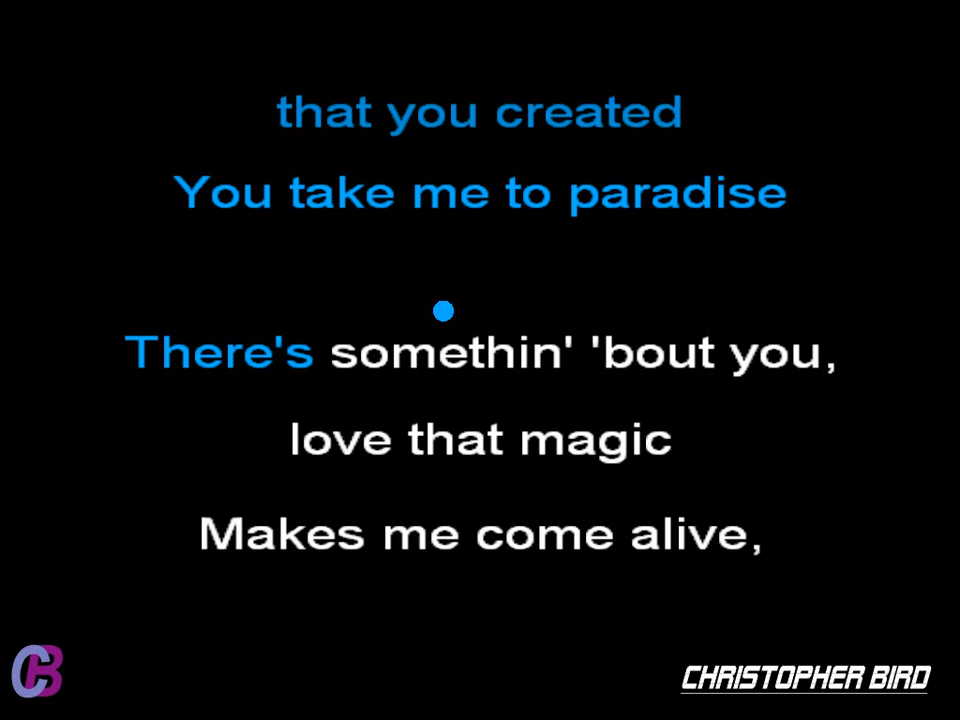 that you created
You take me to paradise
There's somethin' 'bout you,
love that magic
Makes me come alive,
CB
CHRISTOPHER BIRD